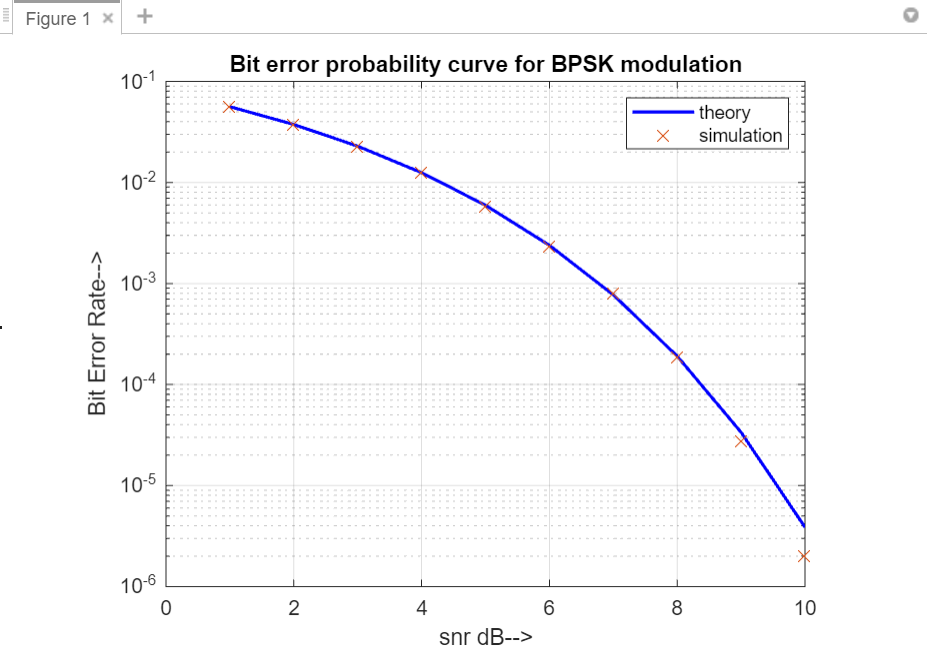 Figure 1
Bit error probability curve for BPSK modulation
theory
simulation
10-1
10-2
10-3
10-4
10-5
10-6
Bit Error Rate-->
0 2 4 6 8 10
snr dB-->